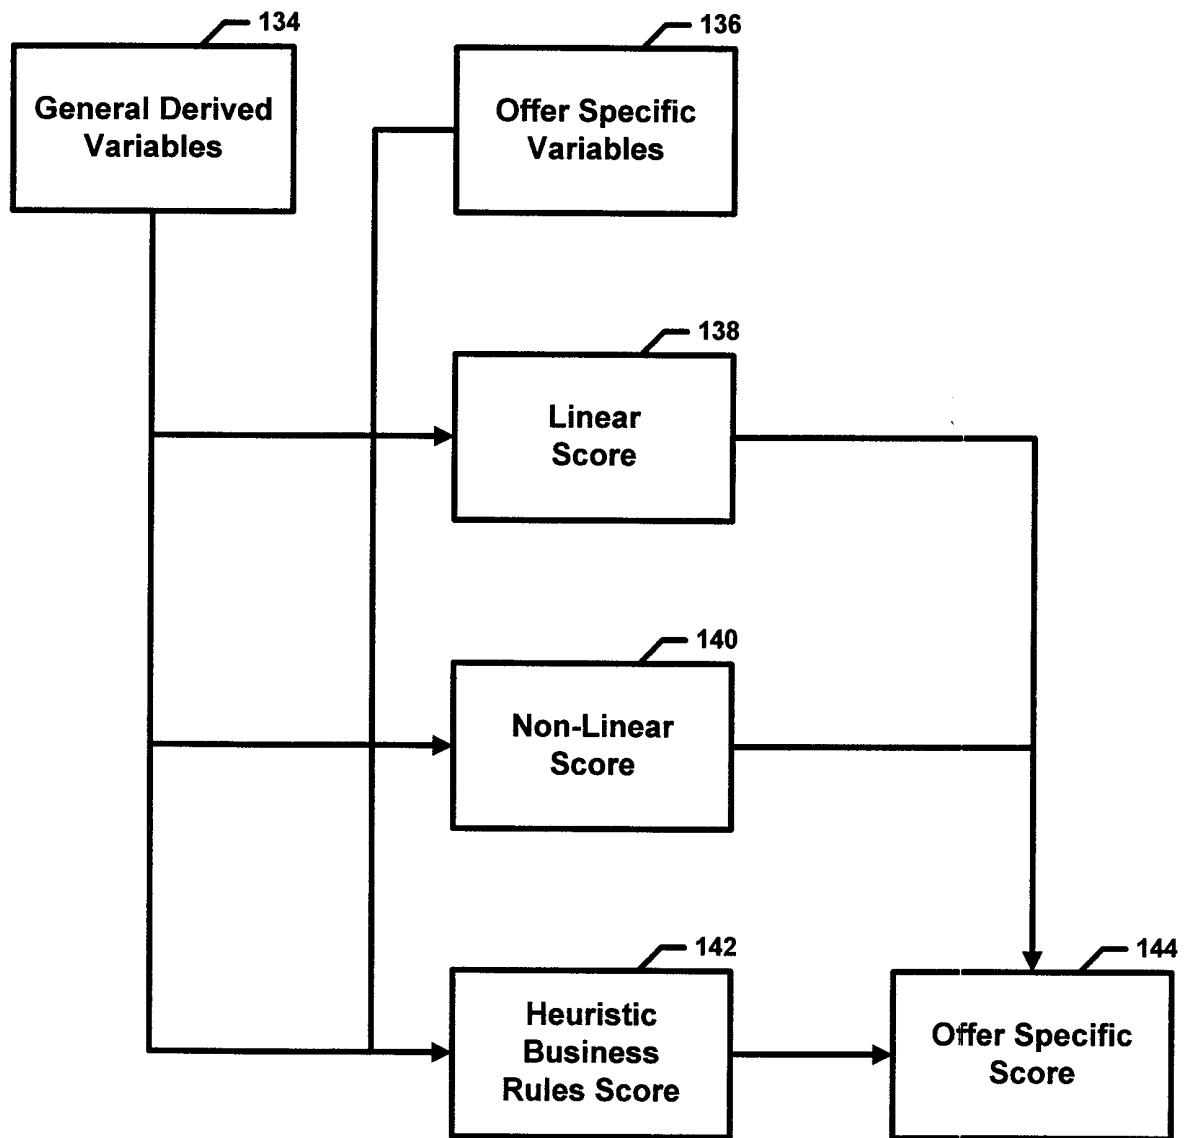 134
General Derived
Variables
136
Offer Specific
Variables
138
Linear
Score
140
Non-Linear
Score
142
Heuristic
Business
Rules Score
144
Offer Specific
Score